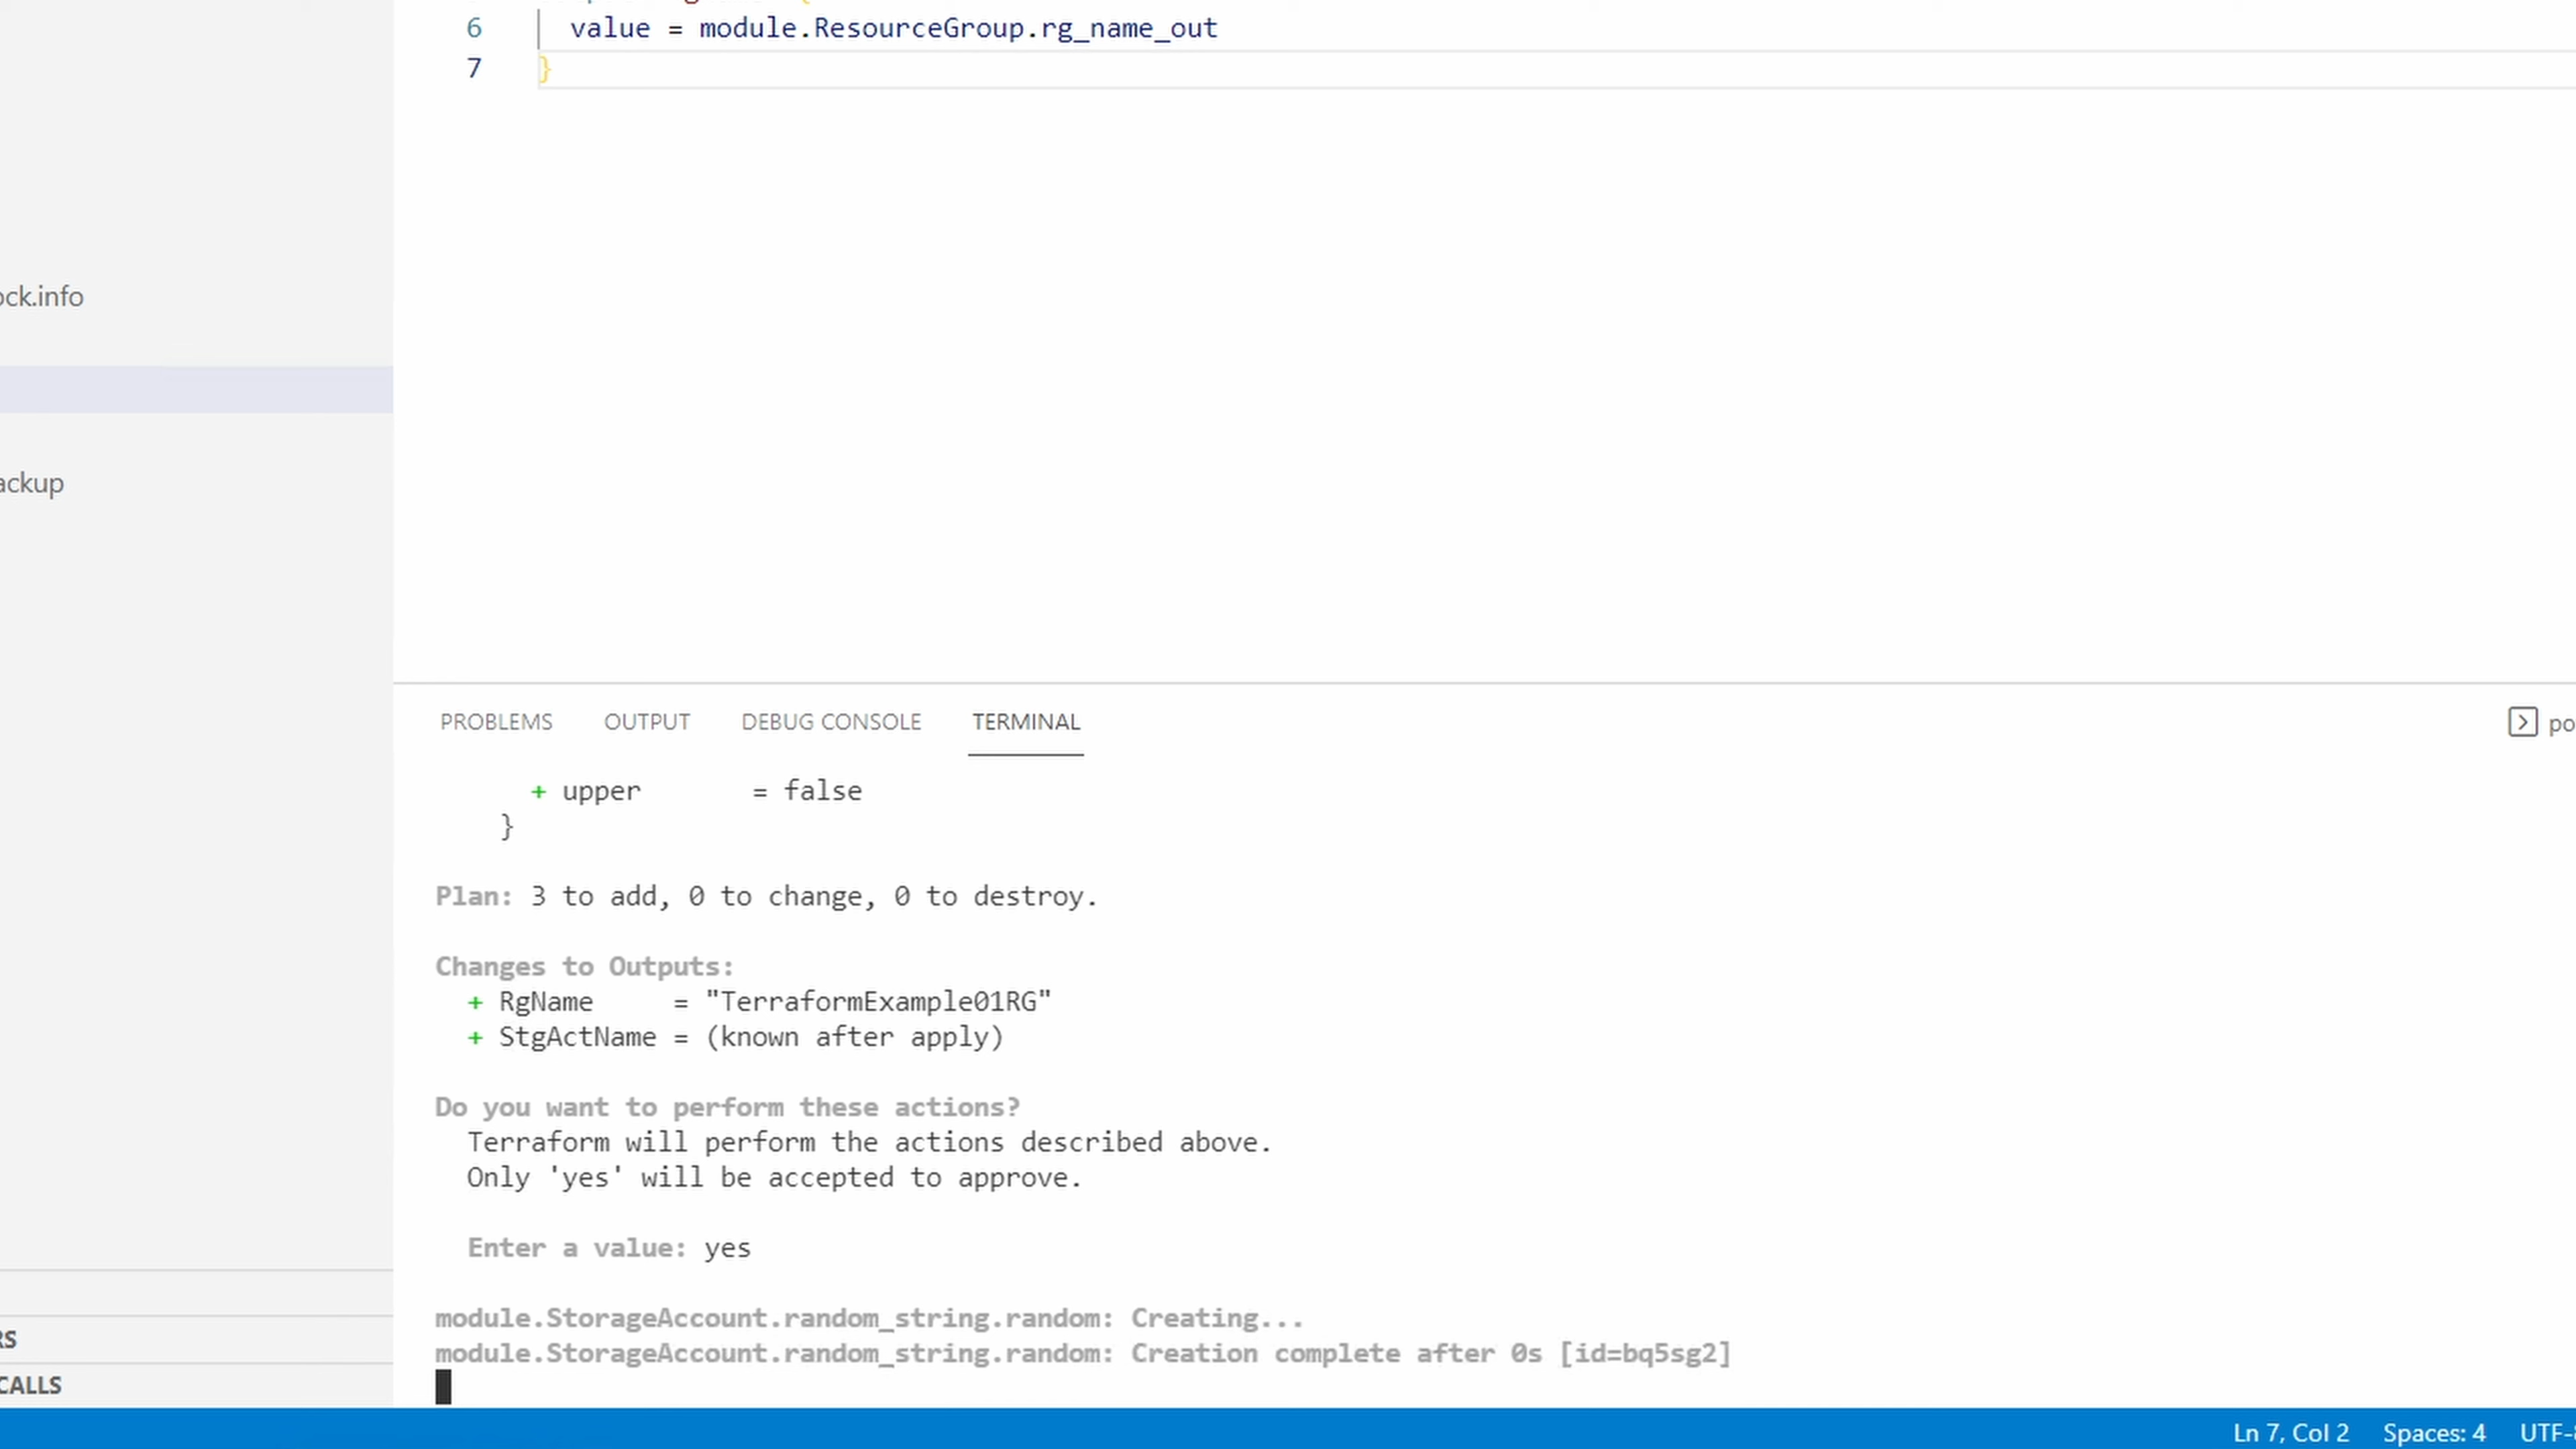 6 value = module.ResourceGroup.rg_name_out
7 }
ock.info
ackup
PROBLEMS OUTPUT DEBUG CONSOLE TERMINAL
+ upper = false
}
Plan: 3 to add, 0 to change, 0 to destroy.
Changes to Outputs:
+ RgName = "TerraformExample01RG"
+ StgActName = (known after apply)
Do you want to perform these actions?
Terraform will perform the actions described above.
Only 'yes' will be accepted to approve.
Enter a value: yes
module.StorageAccount.random_string.random: Creating...
module.StorageAccount.random_string.random: Creation complete after 0s [id=bq5sg2]
RS
CALLS
Ln 7, Col 2 Spaces: 4